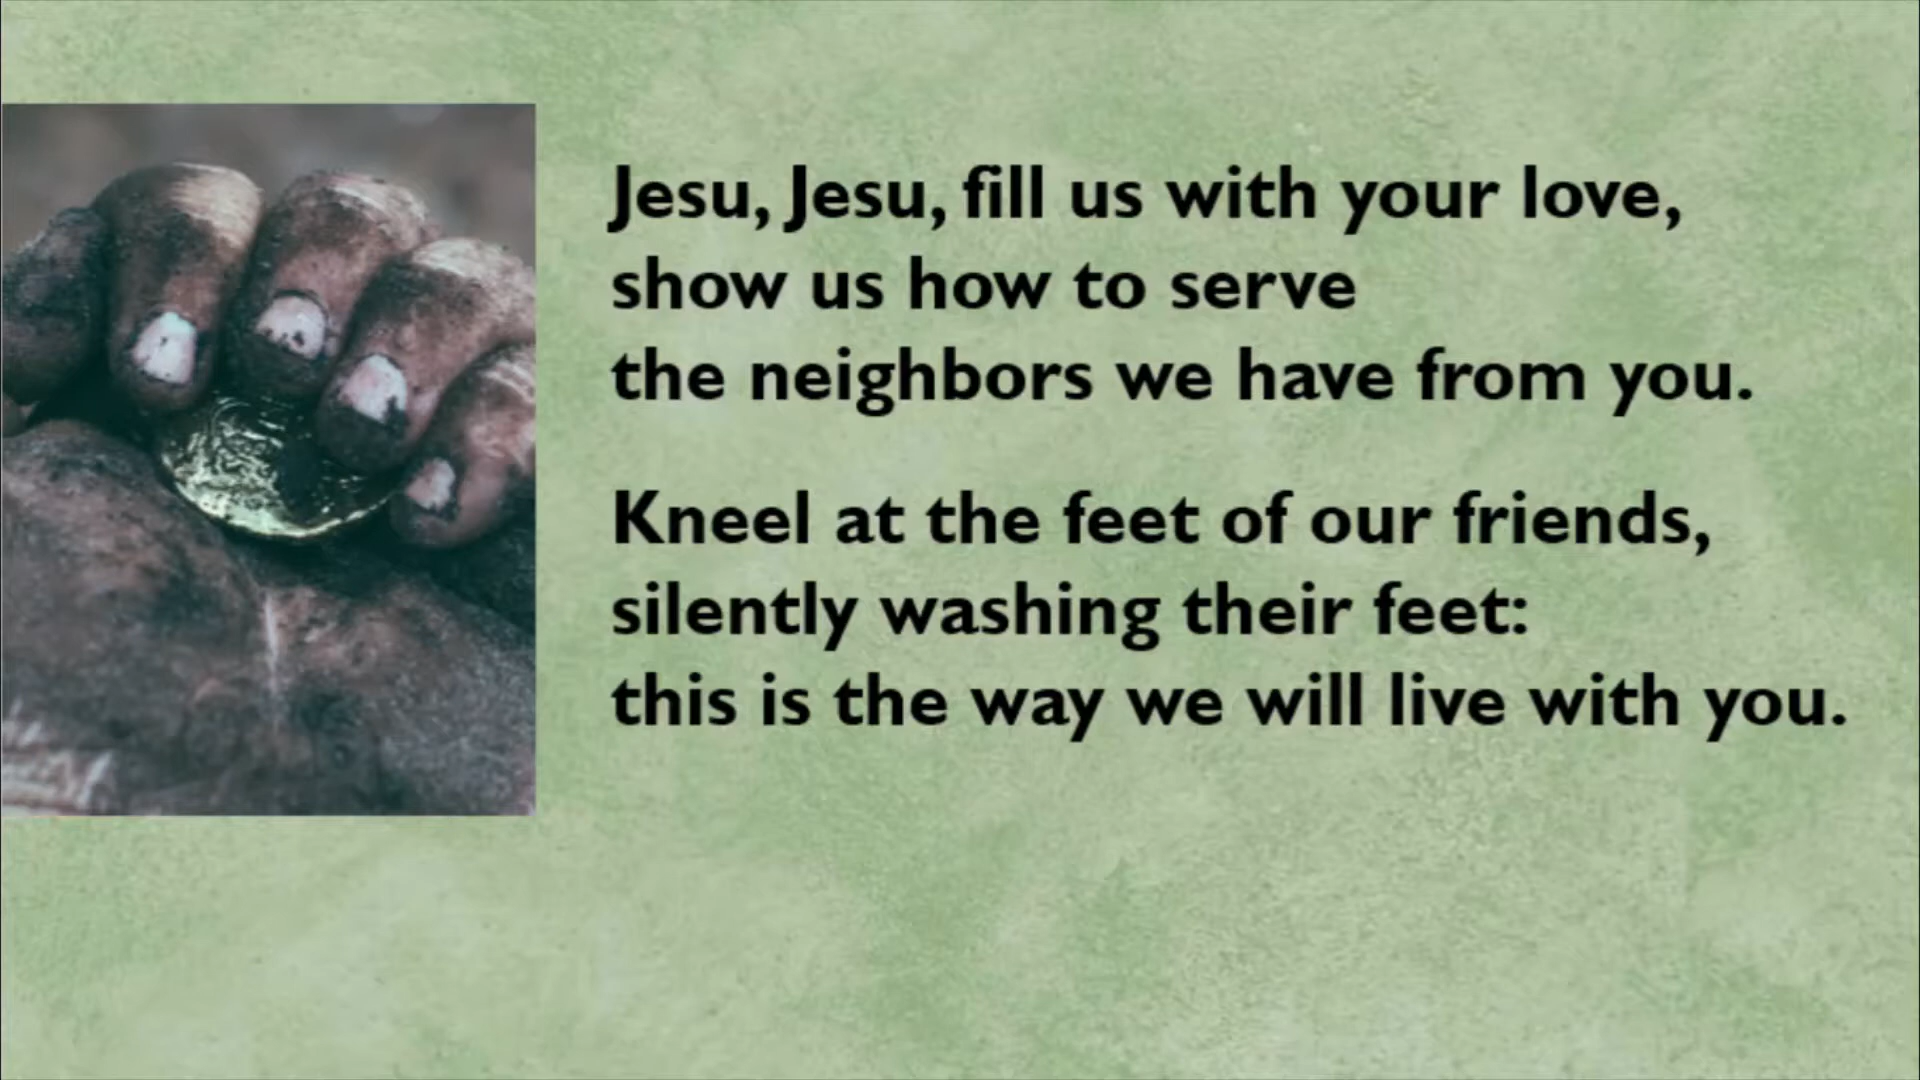 Jesu, Jesu, fill us with your love,
show us how to serve
the neighbors we have from you.
Kneel at the feet of our friends,
silently washing their feet:
this is the way we will live with you.